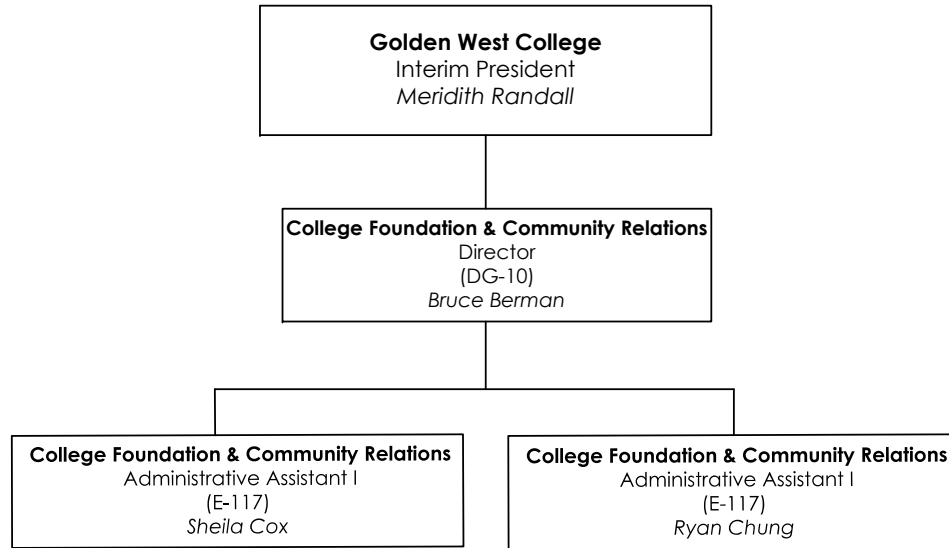 Golden West College
Interim President
Meridith Randall
College Foundation & Community Relations
Director
(DG-10)
Bruce Berman
College Foundation & Community Relations
Administrative Assistant I
(E-117)
Sheila Cox
College Foundation & Community Relations
Administrative Assistant I
(E-117)
Ryan Chung